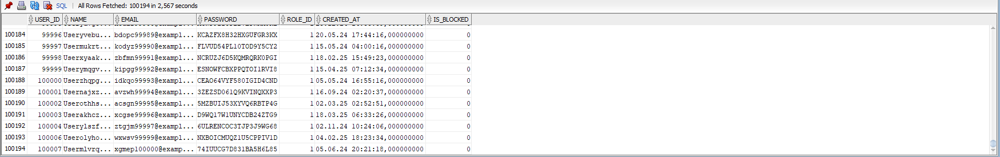 SQL | All Rows Fetched: 100194 in 2,567 seconds
USER_ID NAME EMAIL PASSWORD ROLE_ID CREATED_AT IS_BLOCKED
100184 99996 Useryvebu... bdopc99989@exampl... KCAZFX8H32HXGUFGR3KX 1 20.05.24 17:44:16,000000000 0
100185 99997 Usermukrt... kodyz99990@exampl... FLVUD54PL10TOD9Y5CY2 1 15.05.24 04:00:16,000000000 0
100186 99998 Userxyaak... zbfmn99991@exampl... NCRUZJ6D5KQMRQRK0PGI 1 18.02.25 15:49:23,000000000 0
100187 99999 Userymqgv... kipgg99992@exampl... ESNOWFCBXPPQTOI1RVI8 1 15.04.25 07:12:34,000000000 0
100188 100000 Userzhqpg... idkqo99993@exampl... CEAO64VYF580IGID4CND 1 05.05.24 16:55:16,000000000 0
100189 100001 Usernajxz... avzwh99994@exampl... 3ZEZSD061Q9KVINQXXP3 1 16.09.24 02:20:37,000000000 0
100190 100002 Userothhs... acsgn99995@exampl... 5MZBUIJ53XYVQ6RBTP4G 1 02.03.25 02:52:51,000000000 0
100191 100003 Userakhcz... xcgse99996@exampl... D9WQ17W1UNYCDB24ZTG9 1 18.03.25 06:33:26,000000000 0
100192 100004 Userylszf... ztgjm99997@exampl... 6ULRENCOC3TJP3J9WG68 1 02.11.24 10:24:06,000000000 0
100193 100006 Userolyho... wxwsv99999@exampl... NXBOICMUQZ1U5CPPIV1D 1 04.02.25 18:23:34,000000000 0
100194 100007 Usermlvrq... xgmep100000@examp... 74IUUCG7D831BA5H6L85 1 05.06.24 20:21:18,000000000 0